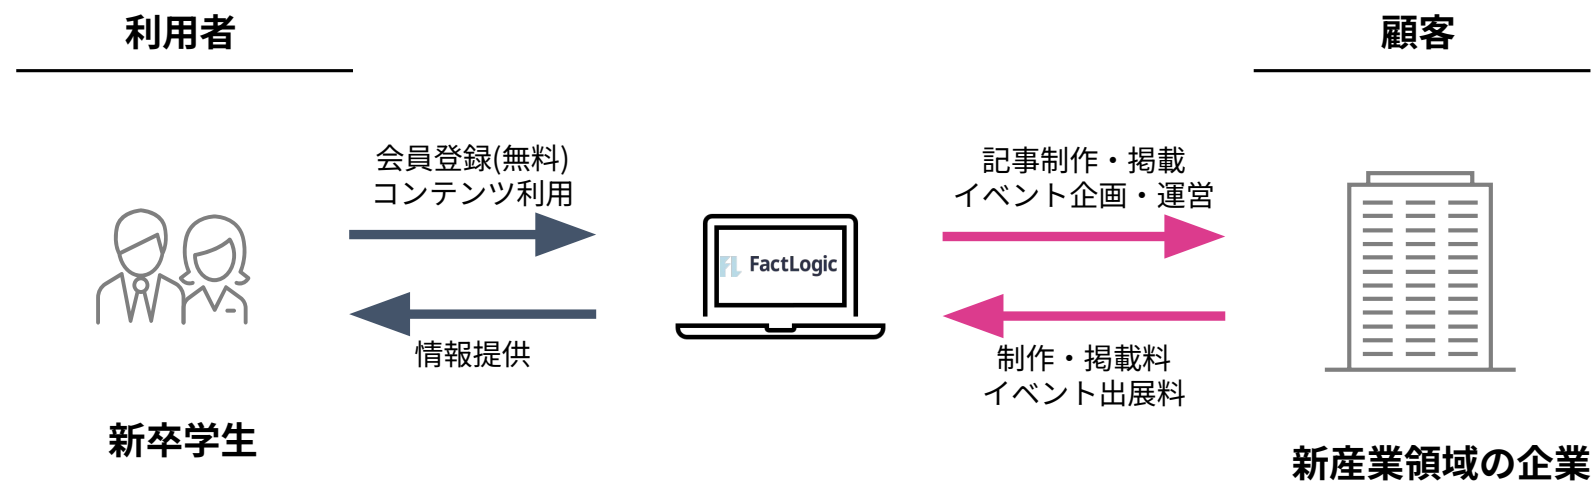 利用者
顧客
会員登録(無料)
コンテンツ利用
記事制作・掲載
イベント企画・運営
FL FactLogic
情報提供
制作・掲載料
イベント出展料
新卒学生
新産業領域の企業